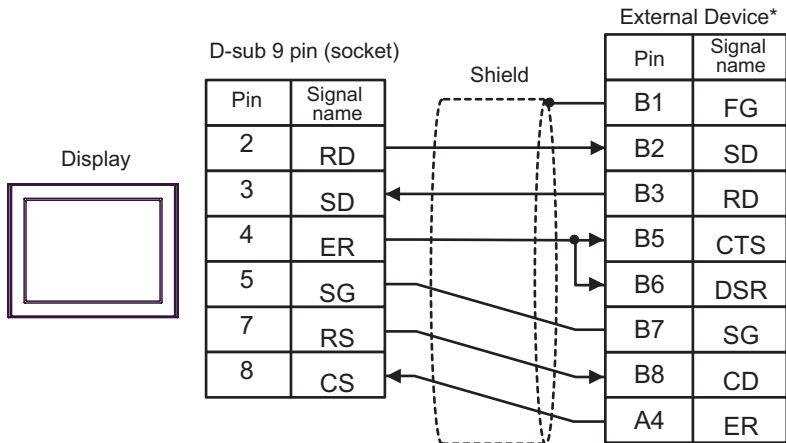 External Device*
D-sub 9 pin (socket)
Shield
Display
Pin Signal name
2 RD
3 SD
4 ER
5 SG
7 RS
8 CS
Pin Signal name
B1 FG
B2 SD
B3 RD
B5 CTS
B6 DSR
B7 SG
B8 CD
A4 ER